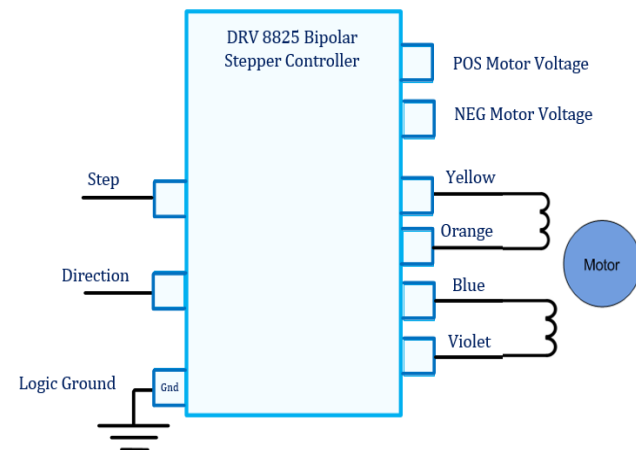 DRV 8825 Bipolar
Stepper Controller
POS Motor Voltage
NEG Motor Voltage
Step
Yellow
Orange
Motor
Direction
Blue
Violet
Logic Ground
Gnd